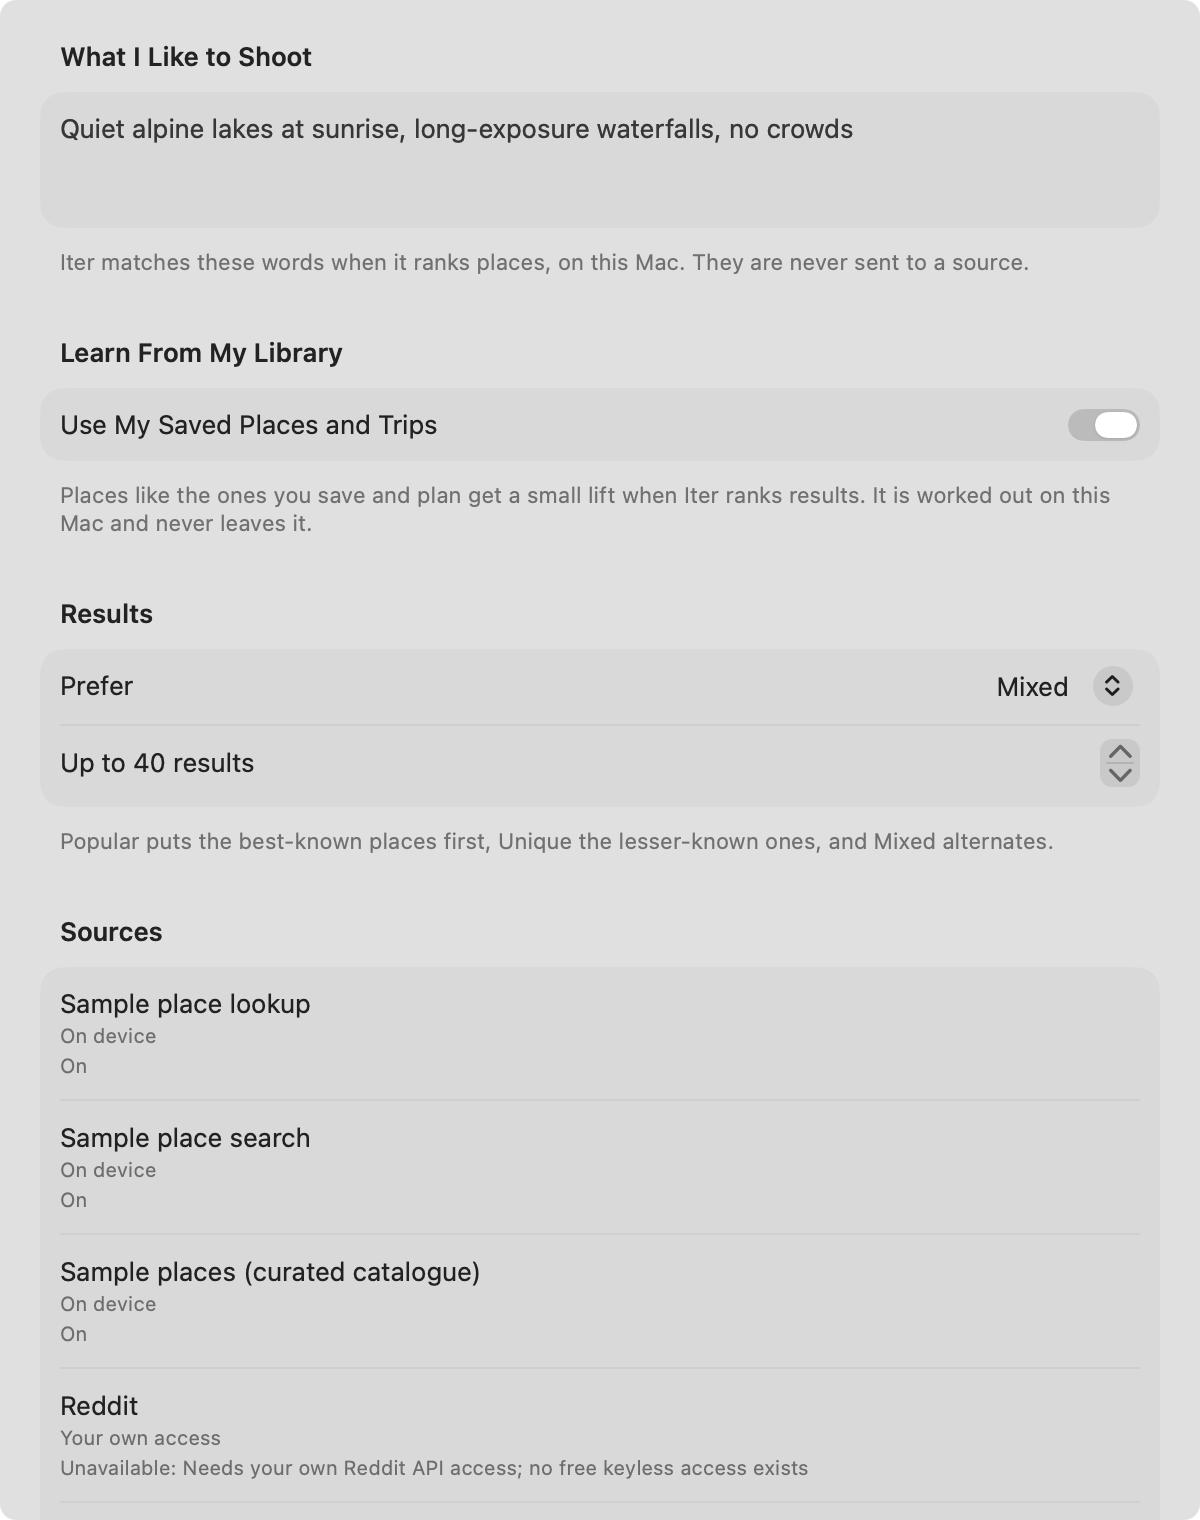 What I Like to Shoot
Quiet alpine lakes at sunrise, long-exposure waterfalls, no crowds
Iter matches these words when it ranks places, on this Mac. They are never sent to a source.
Learn From My Library
Use My Saved Places and Trips
Places like the ones you save and plan get a small lift when Iter ranks results. It is worked out on this
Mac and never leaves it.
Results
Prefer Mixed
Up to 40 results
Popular puts the best-known places first, Unique the lesser-known ones, and Mixed alternates.
Sources
Sample place lookup
On device
On
Sample place search
On device
On
Sample places (curated catalogue)
On device
On
Reddit
Your own access
Unavailable: Needs your own Reddit API access; no free keyless access exists